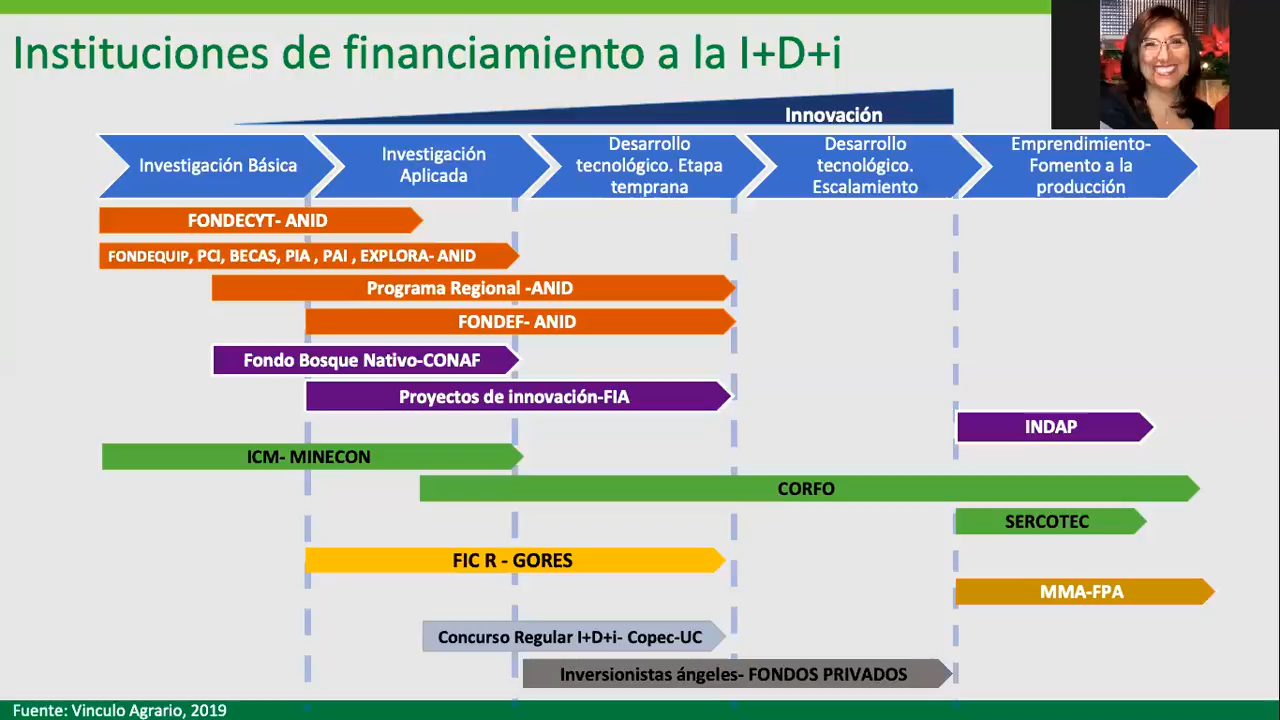 Instituciones de financiamiento a la I+D+i
Innovación
Investigación Básica
Investigación
Aplicada
Desarrollo
tecnológico. Etapa
temprana
Desarrollo
tecnológico.
Escalamiento
Emprendimiento-
Fomento a la
producción
FONDECYT- ANID
FONDEQUIP, PCI, BECAS, PIA , PAI , EXPLORA- ANID
Programa Regional -ANID
FONDEF- ANID
Fondo Bosque Nativo-CONAF
Proyectos de innovación-FIA
INDAP
ICM- MINECON
CORFO
SERCOTEC
FIC R - GORES
MMA-FPA
Concurso Regular I+D+i- Copec-UC
Inversionistas ángeles- FONDOS PRIVADOS
Fuente: Vinculo Agrario, 2019